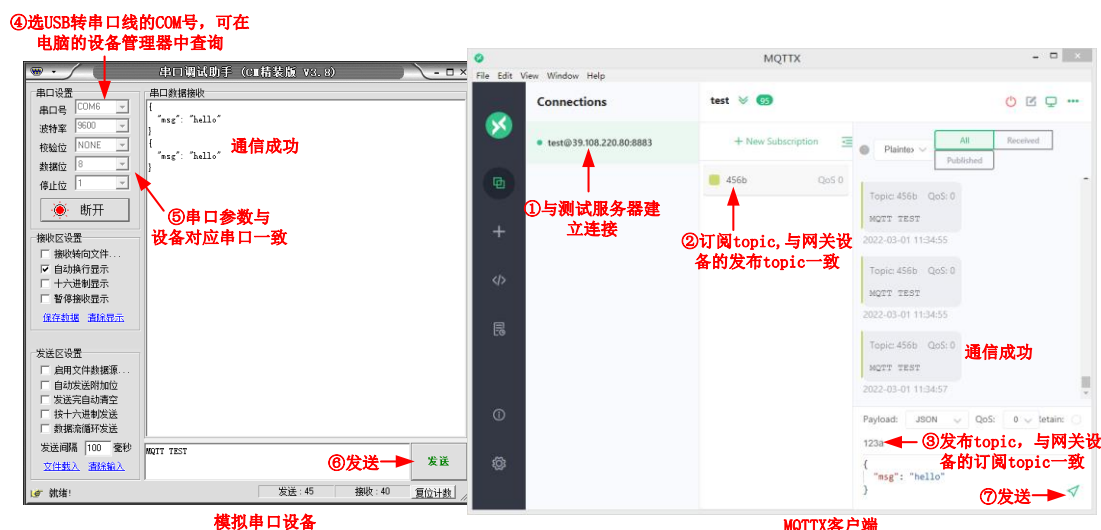 ④选USB转串口线的COM号，可在
电脑的设备管理器中查询
串口调试助手 (CM精装版 V3.8)
串口设置
串口号 COM6
波特率 9600
校验位 NONE
数据位 8
停止位 1
断开
⑤串口参数与
设备对应串口一致
接收区设置
接收转向文件...
自动换行显示
十六进制显示
暂停接收显示
保存数据 清除显示
发送区设置
启用文件数据源...
自动发送附加位
发送完自动清空
按十六进制发送
数据流循环发送
发送间隔 100 毫秒
文件载入 清除输入
就绪!
串口数据接收
{
"msg": "hello"
}
{
"msg": "hello"
}
通信成功
MQTT TEST
⑥发送
发送
发送 : 45 接收 : 40 复位计数
模拟串口设备
MQTTX
File Edit View Window Help
Connections
test@39.108.220.80:8883
①与测试服务器建
立连接
test 95
+ New Subscription
456b QoS 0
②订阅topic,与网关设
备的发布topic一致
Plaintex
All Received
Published
Topic: 456b QoS: 0
MQTT TEST
2022-03-01 11:34:55
Topic: 456b QoS: 0
MQTT TEST
2022-03-01 11:34:55
Topic: 456b QoS: 0
MQTT TEST
2022-03-01 11:34:57
通信成功
Payload: JSON QoS: 0 Retain:
123a
③发布topic，与网关设
备的订阅topic一致
{
"msg": "hello"
}
⑦发送
MQTTX客户端